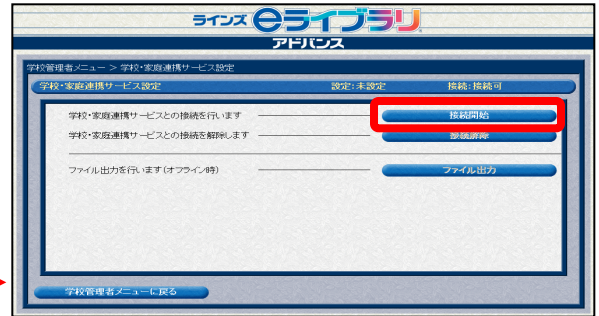 ラインズ eライブラリ
アドバンス
学校管理者メニュー > 学校・家庭連携サービス設定
学校・家庭連携サービス設定 設定:未設定 接続:接続可
学校・家庭連携サービスとの接続を行います 接続開始
学校・家庭連携サービスとの接続を解除します 接続解除
ファイル出力を行います(オフライン時) ファイル出力
学校管理者メニューに戻る